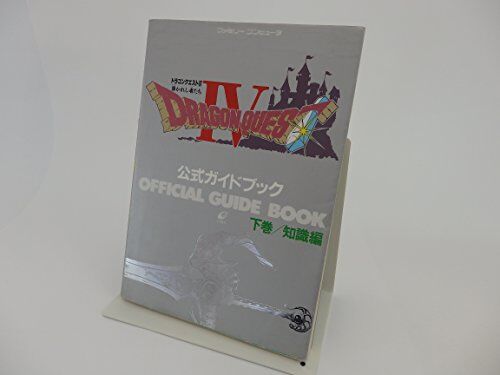 ファミリーコンピュータ
ドラゴンクエストIV
導かれし者たち
DRAGON QUEST
IV
公式ガイドブック
OFFICIAL GUIDE BOOK
下巻/知識編